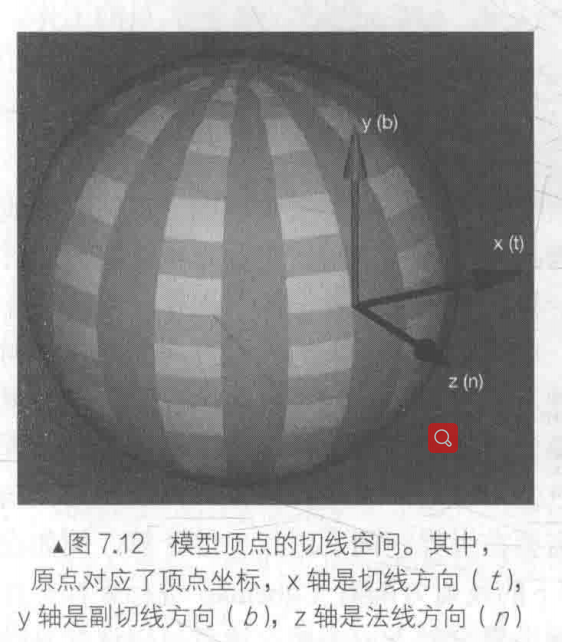 y (b)
x (t)
z (n)
▲图 7.12 模型顶点的切线空间。其中，
原点对应了顶点坐标，x 轴是切线方向（t），
y 轴是副切线方向（b），z 轴是法线方向（n）